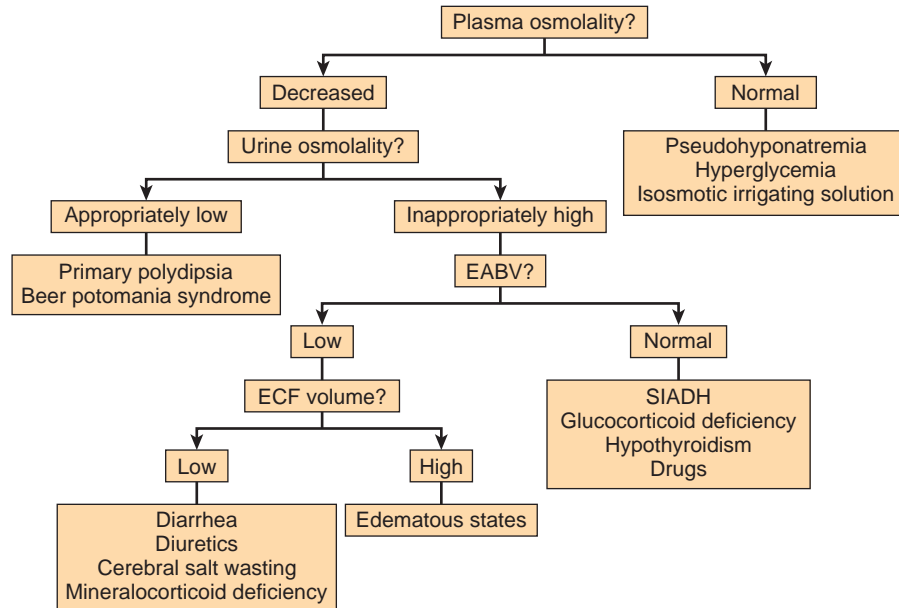 Plasma osmolality?
Decreased
Normal
Urine osmolality?
Pseudohyponatremia
Hyperglycemia
Isosmotic irrigating solution
Appropriately low
Inappropriately high
Primary polydipsia
Beer potomania syndrome
EABV?
Low
Normal
ECF volume?
SIADH
Glucocorticoid deficiency
Hypothyroidism
Drugs
Low
High
Diarrhea
Diuretics
Cerebral salt wasting
Mineralocorticoid deficiency
Edematous states